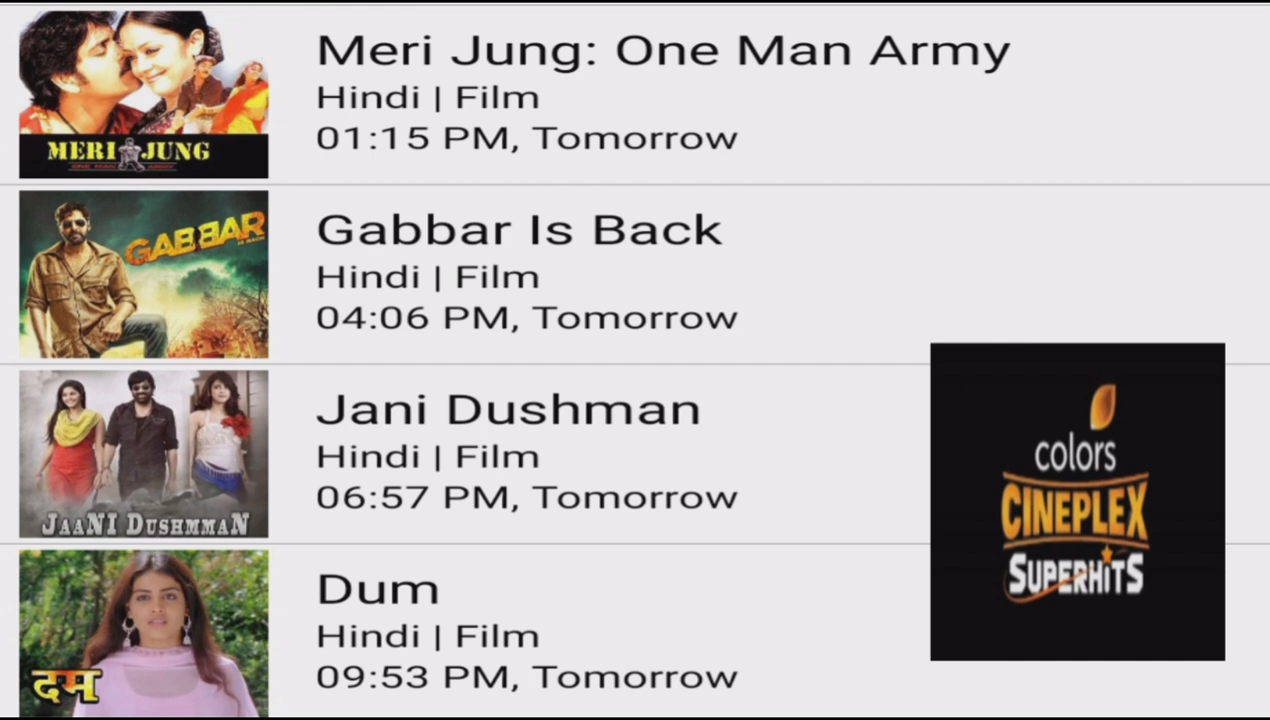 MERI JUNG
Meri Jung: One Man Army
Hindi | Film
01:15 PM, Tomorrow
GABBAR
IS BACK
Gabbar Is Back
Hindi | Film
04:06 PM, Tomorrow
JAANI DUSHMMAN
Jani Dushman
Hindi | Film
06:57 PM, Tomorrow
दम
Dum
Hindi | Film
09:53 PM, Tomorrow
colors
CINEPLEX
SUPERHiTS